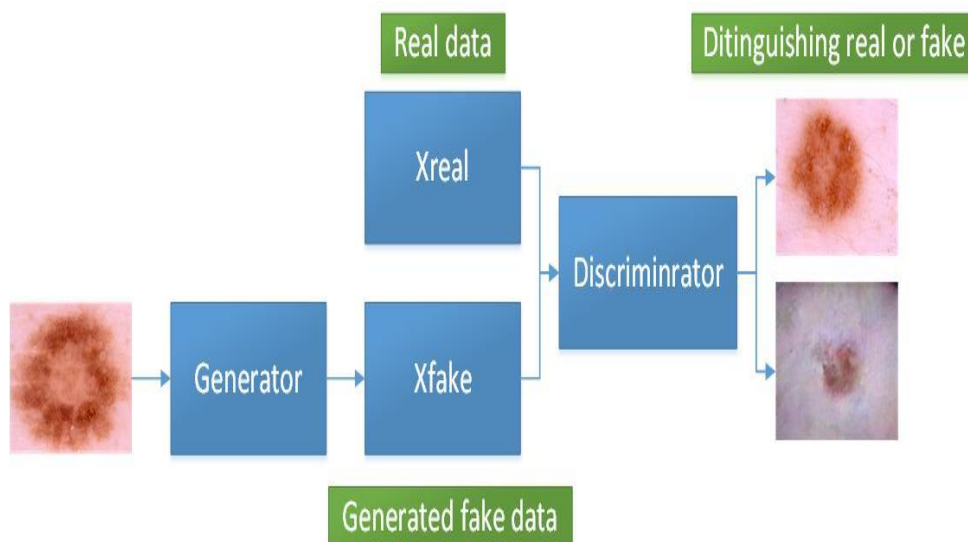 Real data
Ditinguishing real or fake
Xreal
Discriminrator
Generator
Xfake
Generated fake data